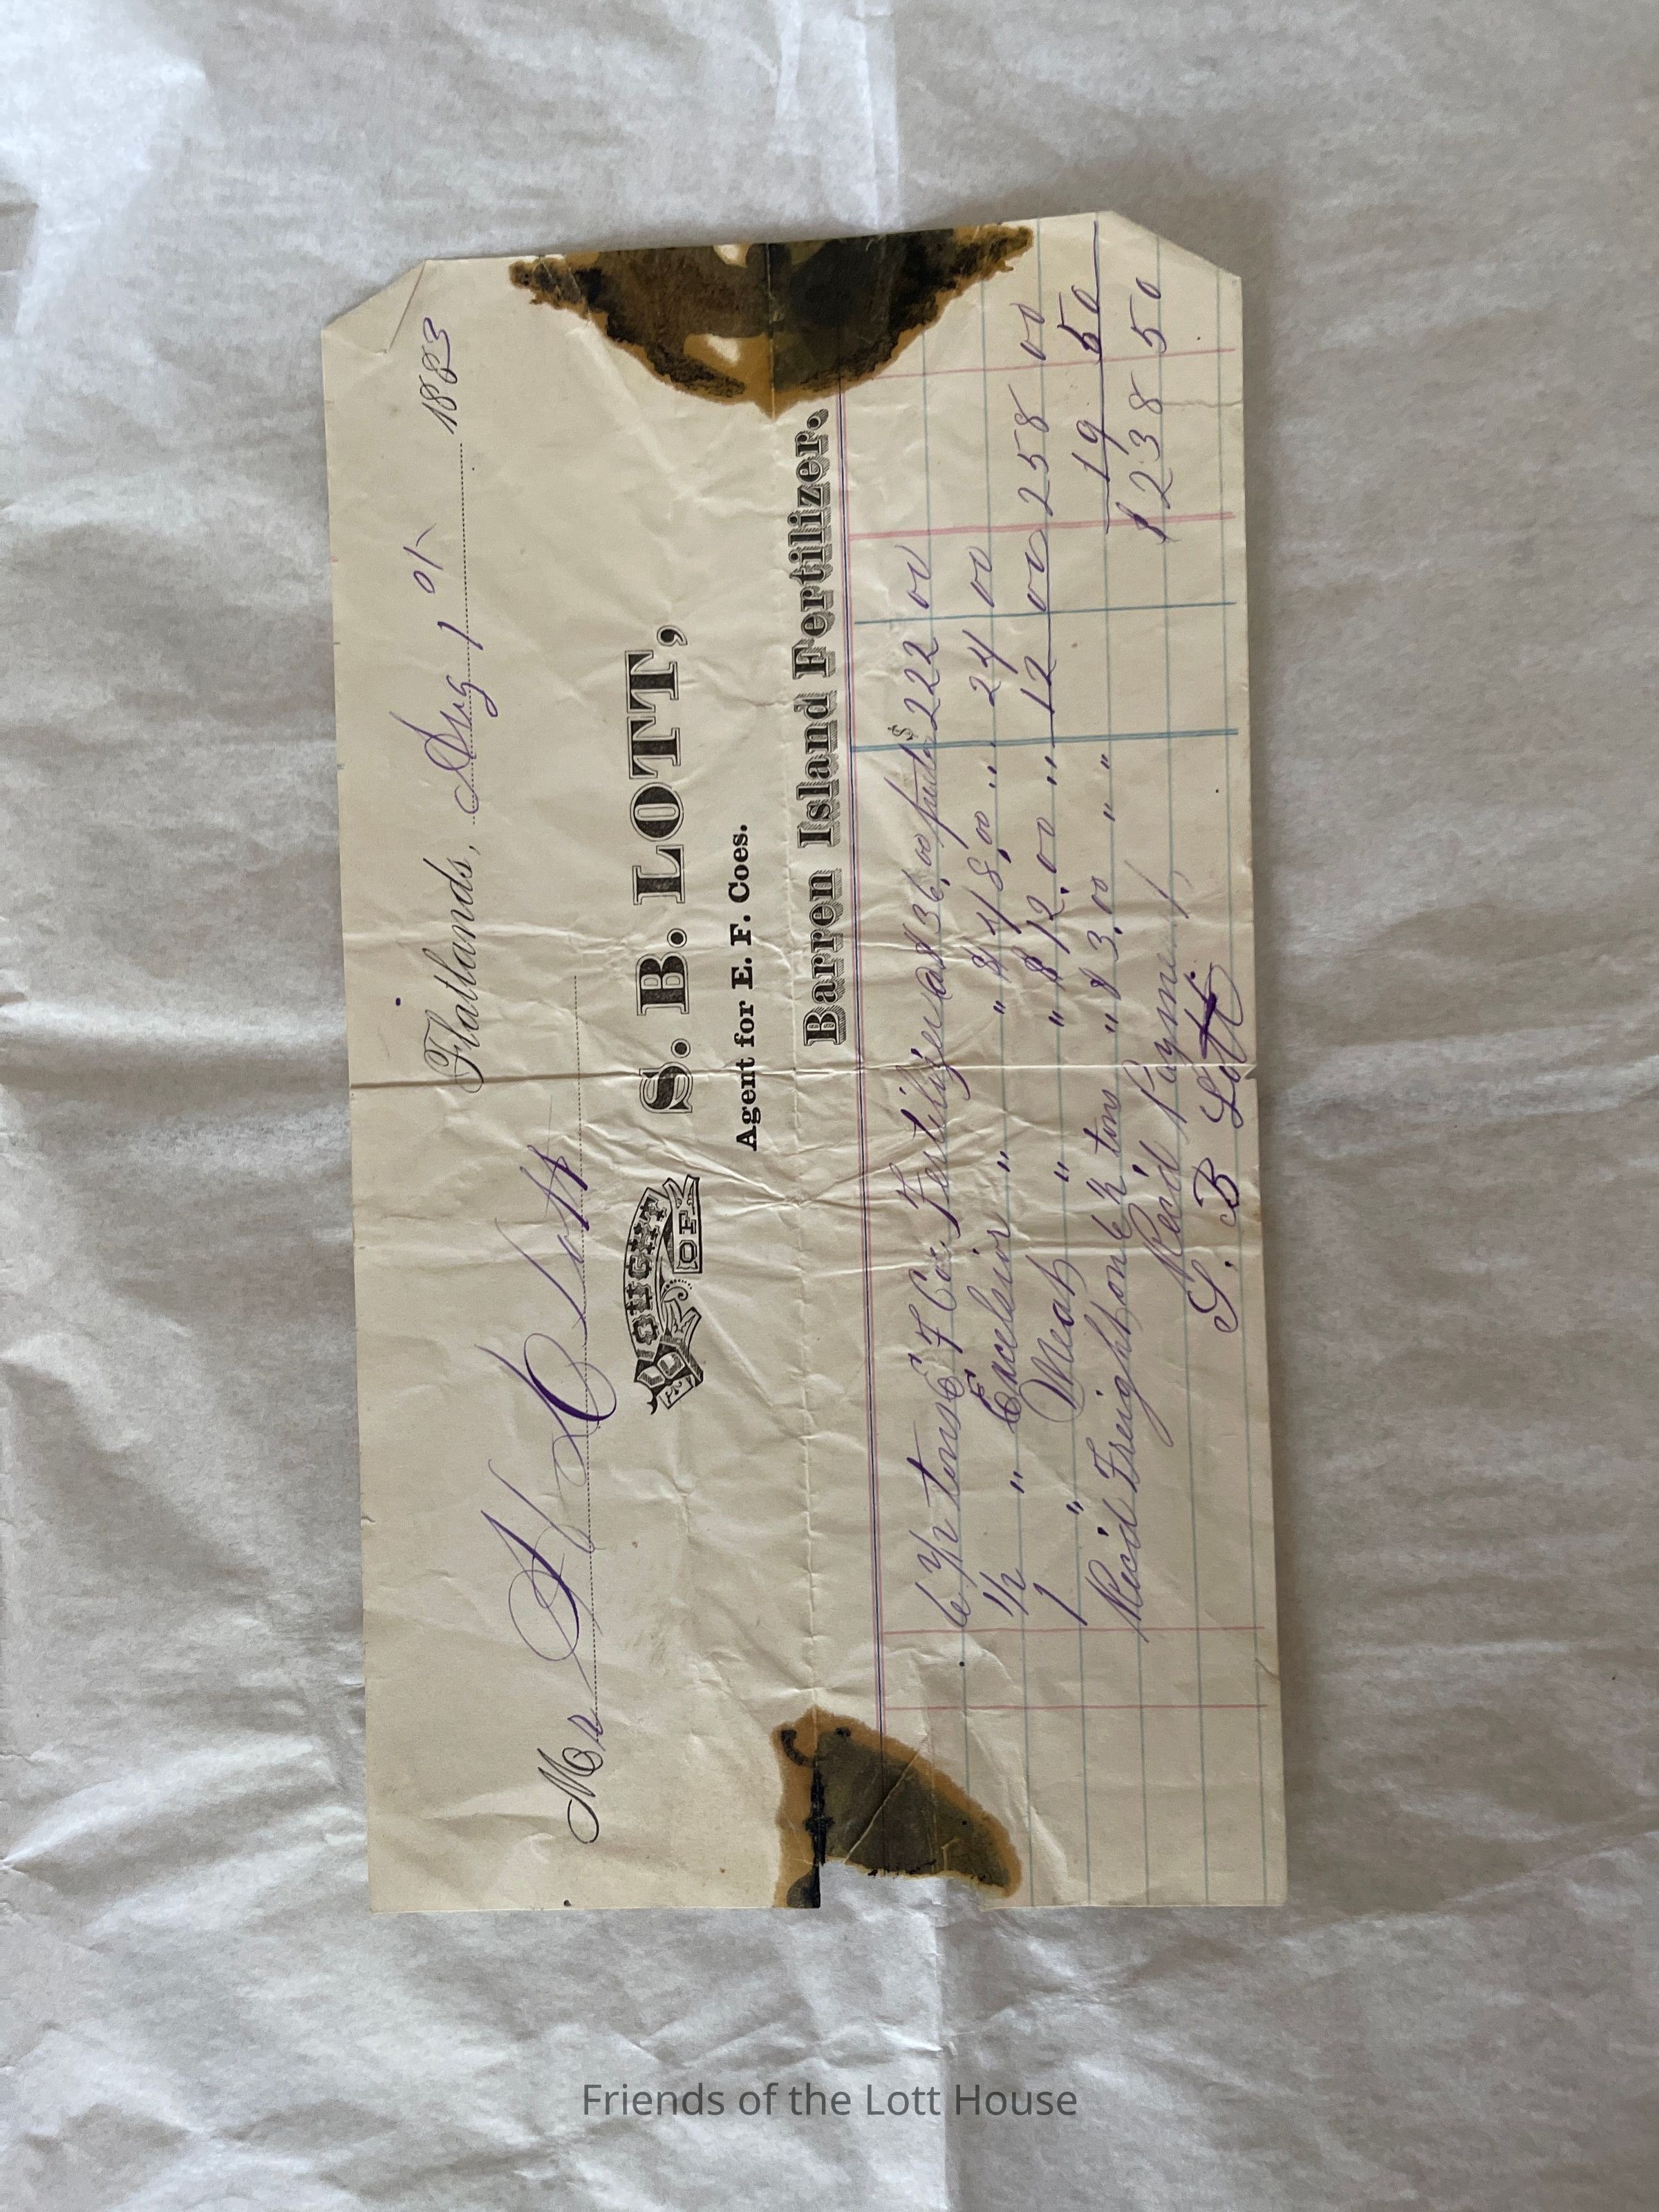 Flatlands, Aug 1st 1883
Mr H D Lott
BOUGHT OF S. B. LOTT,
Agent for E. F. Coes.
Barren Island Fertilizer.
6 1/2 tons E F Coe Fertilizer at $36.00 per ton $222 00
1/2 " Excelsior " " $48.00 " 24 00
1 " Meat " " $12.00 " 12 00 258 00
Rec'd Freight on 6 1/2 tons " $3.00 " " 19 50
$238 50
Rec'd Payment
S. B Lott
Friends of the Lott House